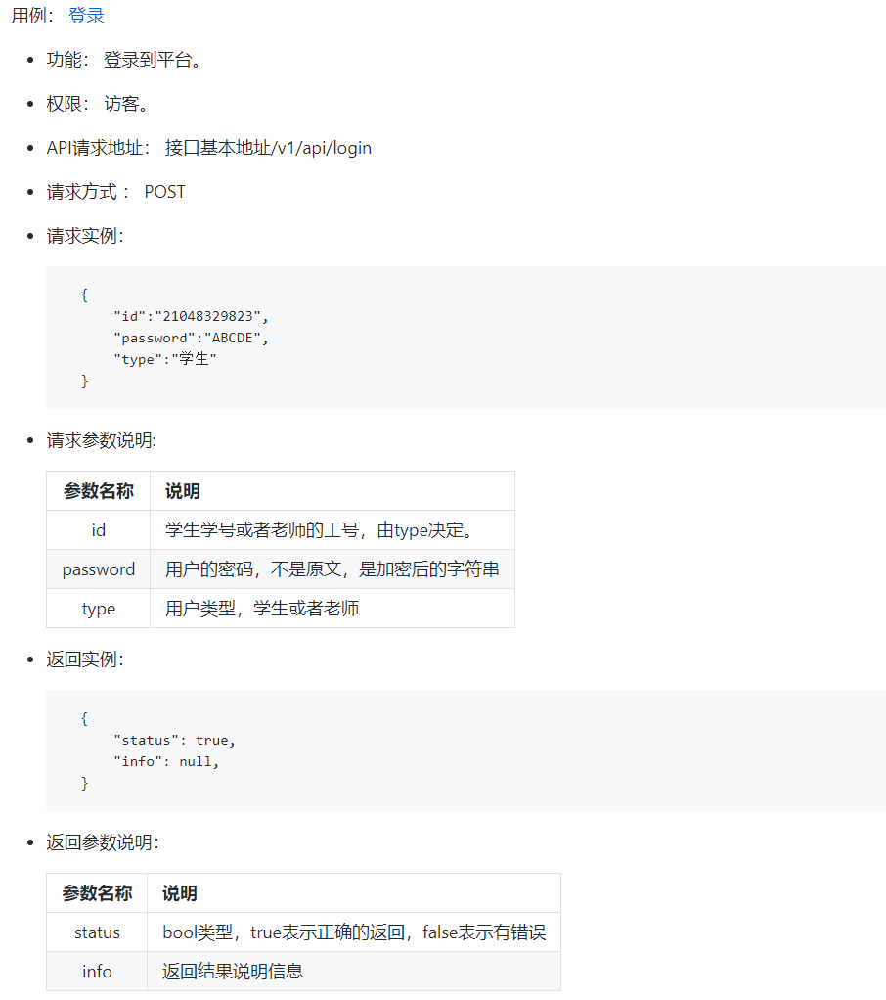 用例： 登录
功能： 登录到平台。
权限： 访客。
API请求地址： 接口基本地址/v1/api/login
请求方式 ： POST
请求实例：
{
"id":"21048329823",
"password":"ABCDE",
"type":"学生"
}
请求参数说明:
参数名称 说明
id 学生学号或者老师的工号，由type决定。
password 用户的密码，不是原文，是加密后的字符串
type 用户类型，学生或者老师
返回实例：
{
"status": true,
"info": null,
}
返回参数说明：
参数名称 说明
status bool类型，true表示正确的返回，false表示有错误
info 返回结果说明信息